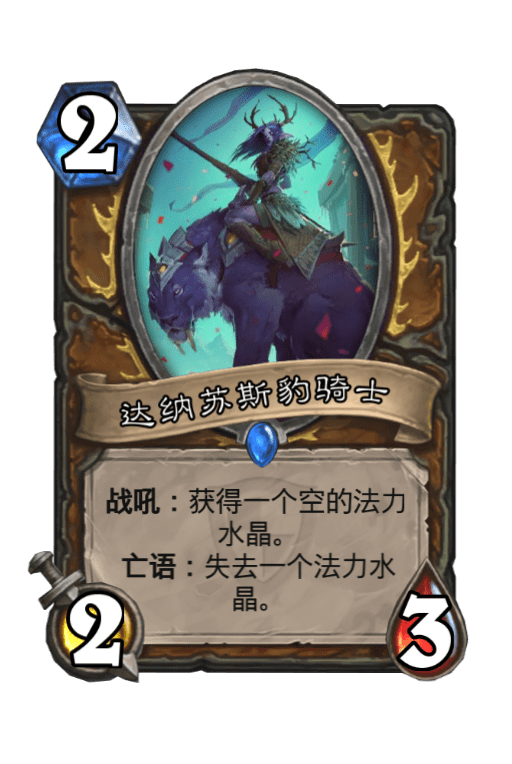 2
达纳苏斯豹骑士
战吼：获得一个空的法力
水晶。
亡语：失去一个法力水
晶。
2
3